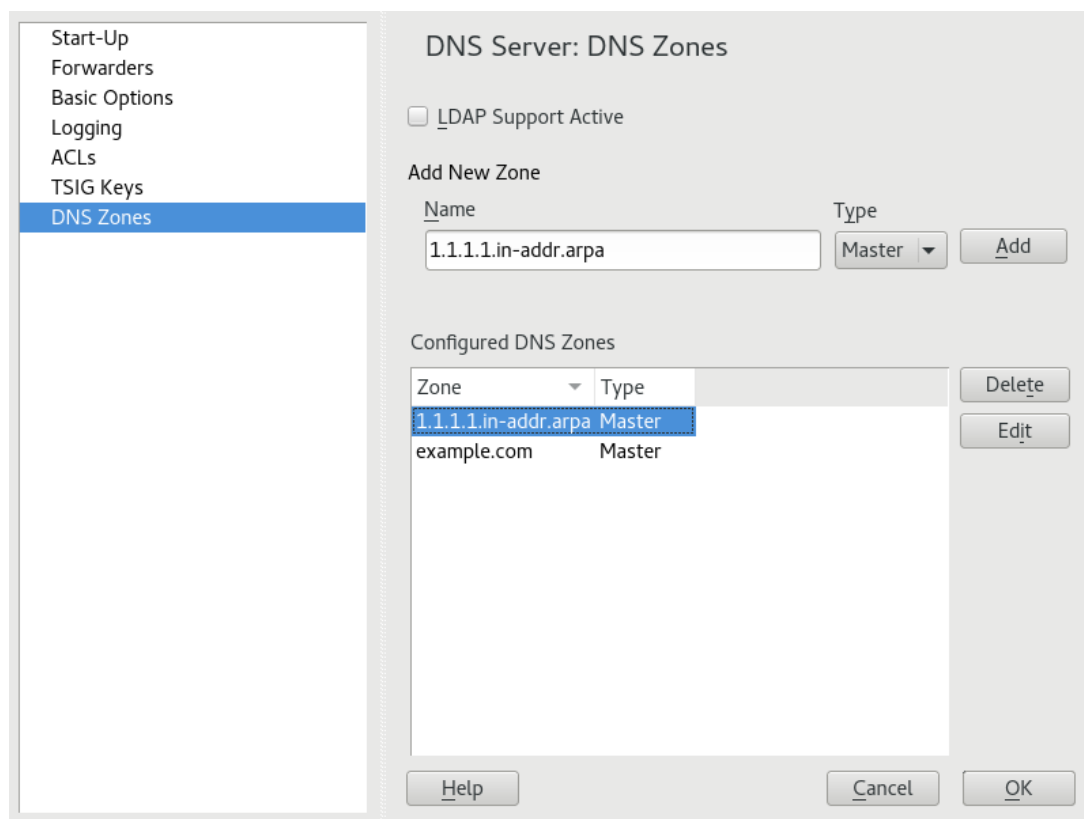 Start-Up
Forwarders
Basic Options
Logging
ACLs
TSIG Keys
DNS Zones
DNS Server: DNS Zones
LDAP Support Active
Add New Zone
Name
Type
1.1.1.1.in-addr.arpa
Master
Add
Configured DNS Zones
Zone Type
1.1.1.1.in-addr.arpa Master
example.com Master
Delete
Edit
Help
Cancel
OK